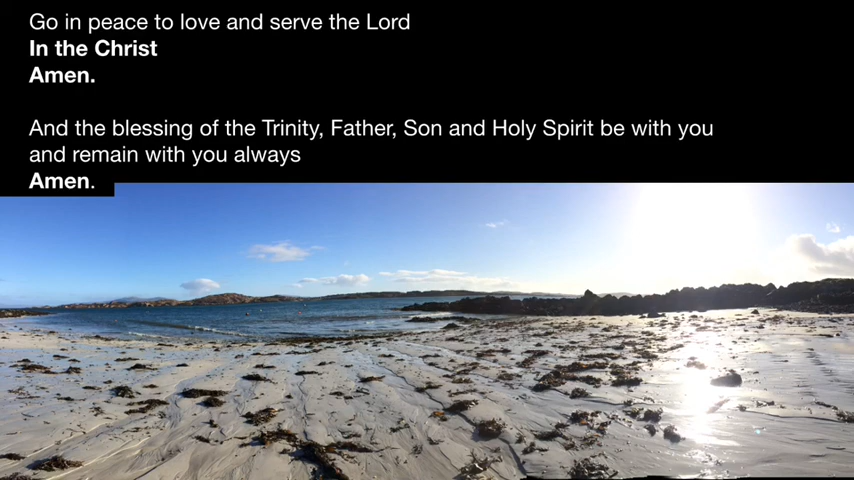 Go in peace to love and serve the Lord
In the Christ
Amen.
And the blessing of the Trinity, Father, Son and Holy Spirit be with you
and remain with you always
Amen.